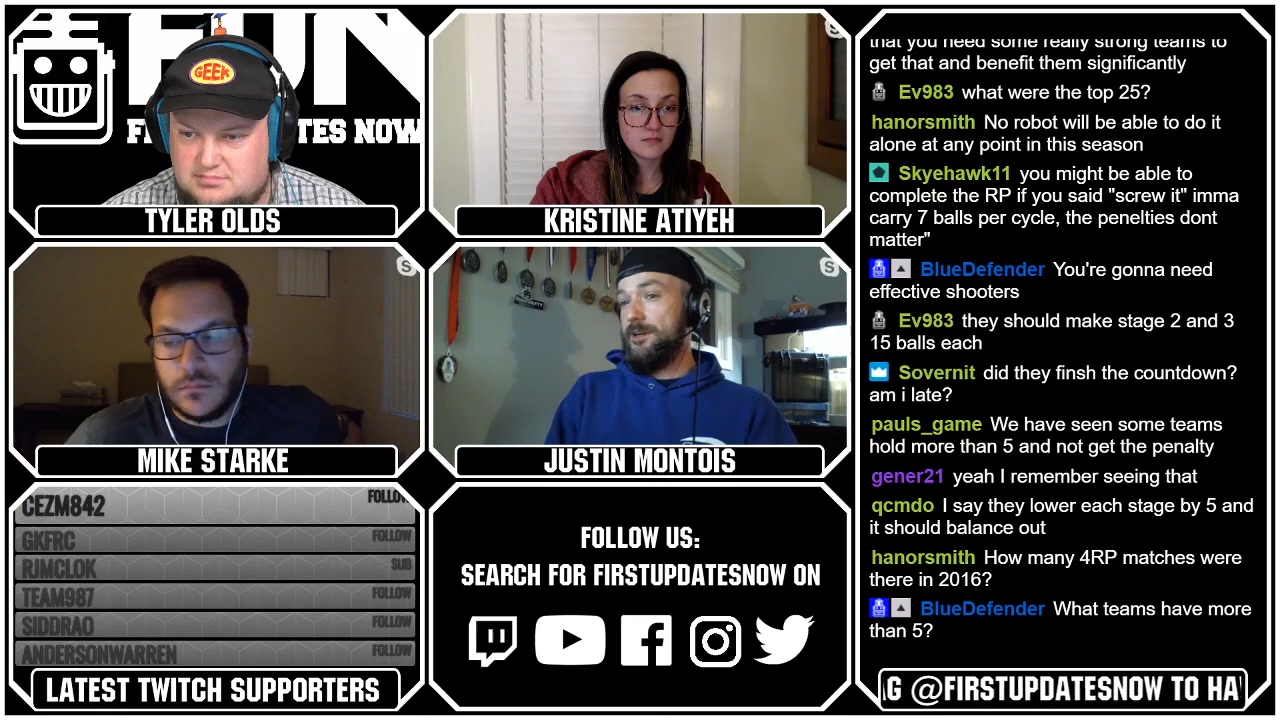 FUN
GEEK
TES NOW
TYLER OLDS
KRISTINE ATIYEH
MIKE STARKE
JUSTIN MONTOIS
CEZM842 FOLLOW
GKFRC FOLLOW
RJMCLOK SUB
TEAM987 FOLLOW
SIDDRAO FOLLOW
ANDERSONWARREN FOLLOW
LATEST TWITCH SUPPORTERS
FOLLOW US:
SEARCH FOR FIRSTUPDATESNOW ON
that you need some really strong teams to
get that and benefit them significantly
Ev983 what were the top 25?
hanorsmith No robot will be able to do it
alone at any point in this season
Skyehawk11 you might be able to
complete the RP if you said "screw it" imma
carry 7 balls per cycle, the penelties dont
matter"
BlueDefender You're gonna need
effective shooters
Ev983 they should make stage 2 and 3
15 balls each
Sovernit did they finsh the countdown?
am i late?
pauls_game We have seen some teams
hold more than 5 and not get the penalty
gener21 yeah I remember seeing that
qcmdo I say they lower each stage by 5 and
it should balance out
hanorsmith How many 4RP matches were
there in 2016?
BlueDefender What teams have more
than 5?
G @FIRSTUPDATESNOW TO HA